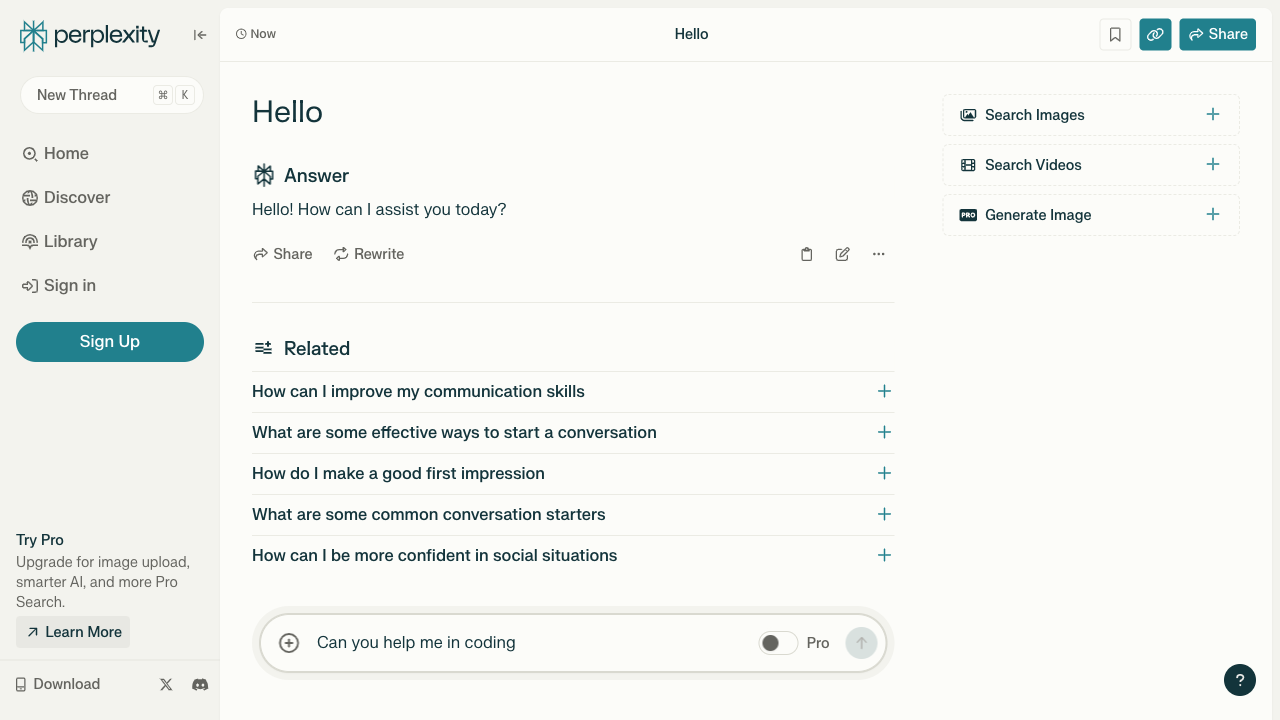 perplexity
New Thread
⌘ K
Home
Discover
Library
Sign in
Sign Up
Try Pro
Upgrade for image upload,
smarter AI, and more Pro
Search.
Learn More
Download
Now
Hello
Share
Hello
Answer
Hello! How can I assist you today?
Share
Rewrite
Related
How can I improve my communication skills
What are some effective ways to start a conversation
How do I make a good first impression
What are some common conversation starters
How can I be more confident in social situations
Can you help me in coding
Pro
Search Images
Search Videos
PRO Generate Image
?